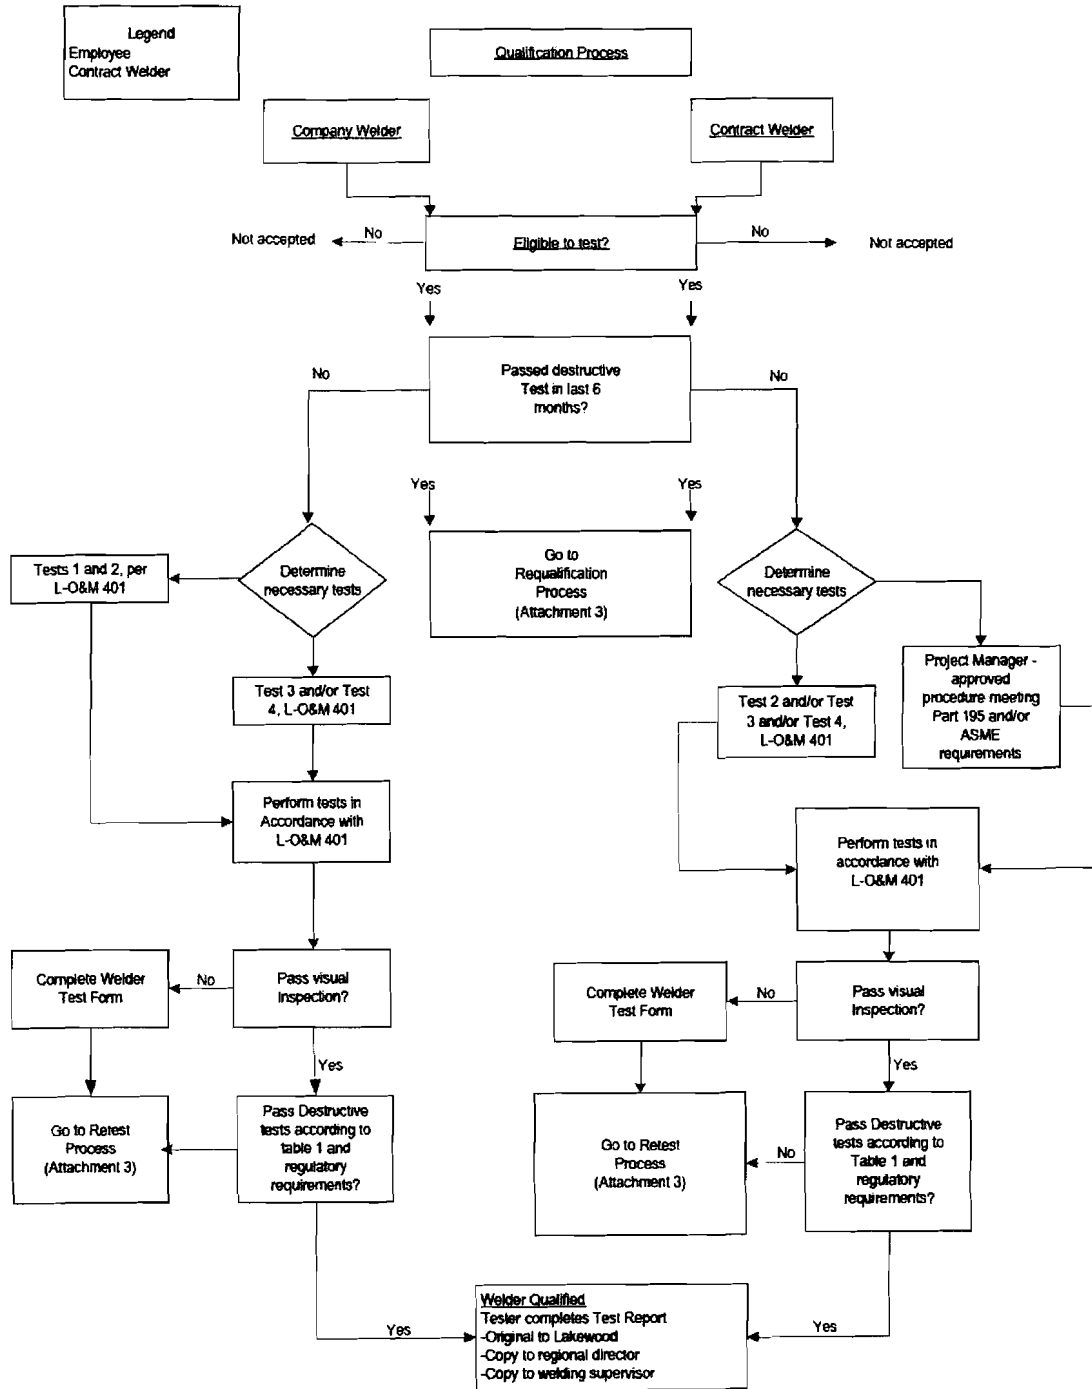 Legend
Employee
Contract Welder
Qualification Process
Company Welder
Contract Welder
Not accepted
No
Eligible to test?
No
Not accepted
Yes
Yes
No
Passed destructive
Test in last 6
months?
No
Yes
Yes
Tests 1 and 2, per
L-O&M 401
Determine
necessary tests
Go to
Requalification
Process
(Attachment 3)
Determine
necessary tests
Test 3 and/or Test
4, L-O&M 401
Test 2 and/or Test
3 and/or Test 4,
L-O&M 401
Project Manager -
approved
procedure meeting
Part 195 and/or
ASME
requirements
Perform tests in
Accordance with
L-O&M 401
Perform tests in
accordance with
L-O&M 401
Complete Welder
Test Form
No
Pass visual
Inspection?
Complete Welder
Test Form
No
Pass visual
Inspection?
Yes
Yes
Go to Retest
Process
(Attachment 3)
Pass Destructive
tests according to
table 1 and
regulatory
requirements?
Go to Retest
Process
(Attachment 3)
No
Pass Destructive
tests according to
Table 1 and
regulatory
requirements?
Yes
Welder Qualified
Tester completes Test Report
-Original to Lakewood
-Copy to regional director
-Copy to welding supervisor
Yes